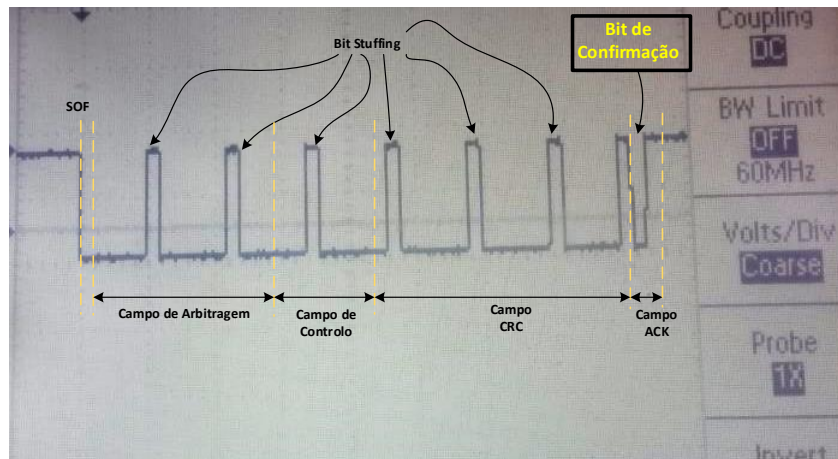 Bit Stuffing
Bit de
Confirmação
SOF
Campo de Arbitragem
Campo de
Controlo
Campo
CRC
Campo
ACK
Coupling
DC
BW Limit
OFF
60MHz
Volts/Div
Coarse
Probe
1X
Invert